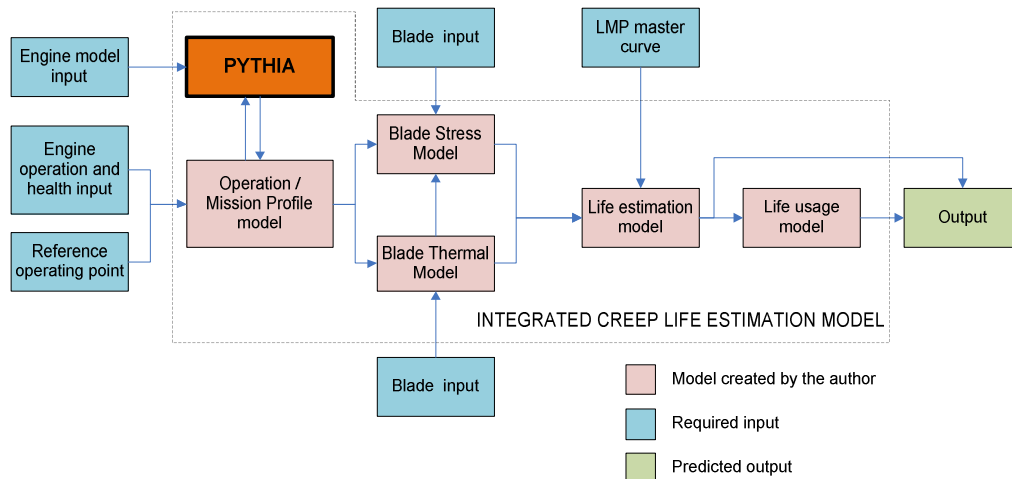 Engine model
input
PYTHIA
Blade input
LMP master
curve
Engine
operation and
health input
Operation /
Mission Profile
model
Blade Stress
Model
Reference
operating point
Blade Thermal
Model
Life estimation
model
Life usage
model
Output
INTEGRATED CREEP LIFE ESTIMATION MODEL
Blade input
Model created by the author
Required input
Predicted output